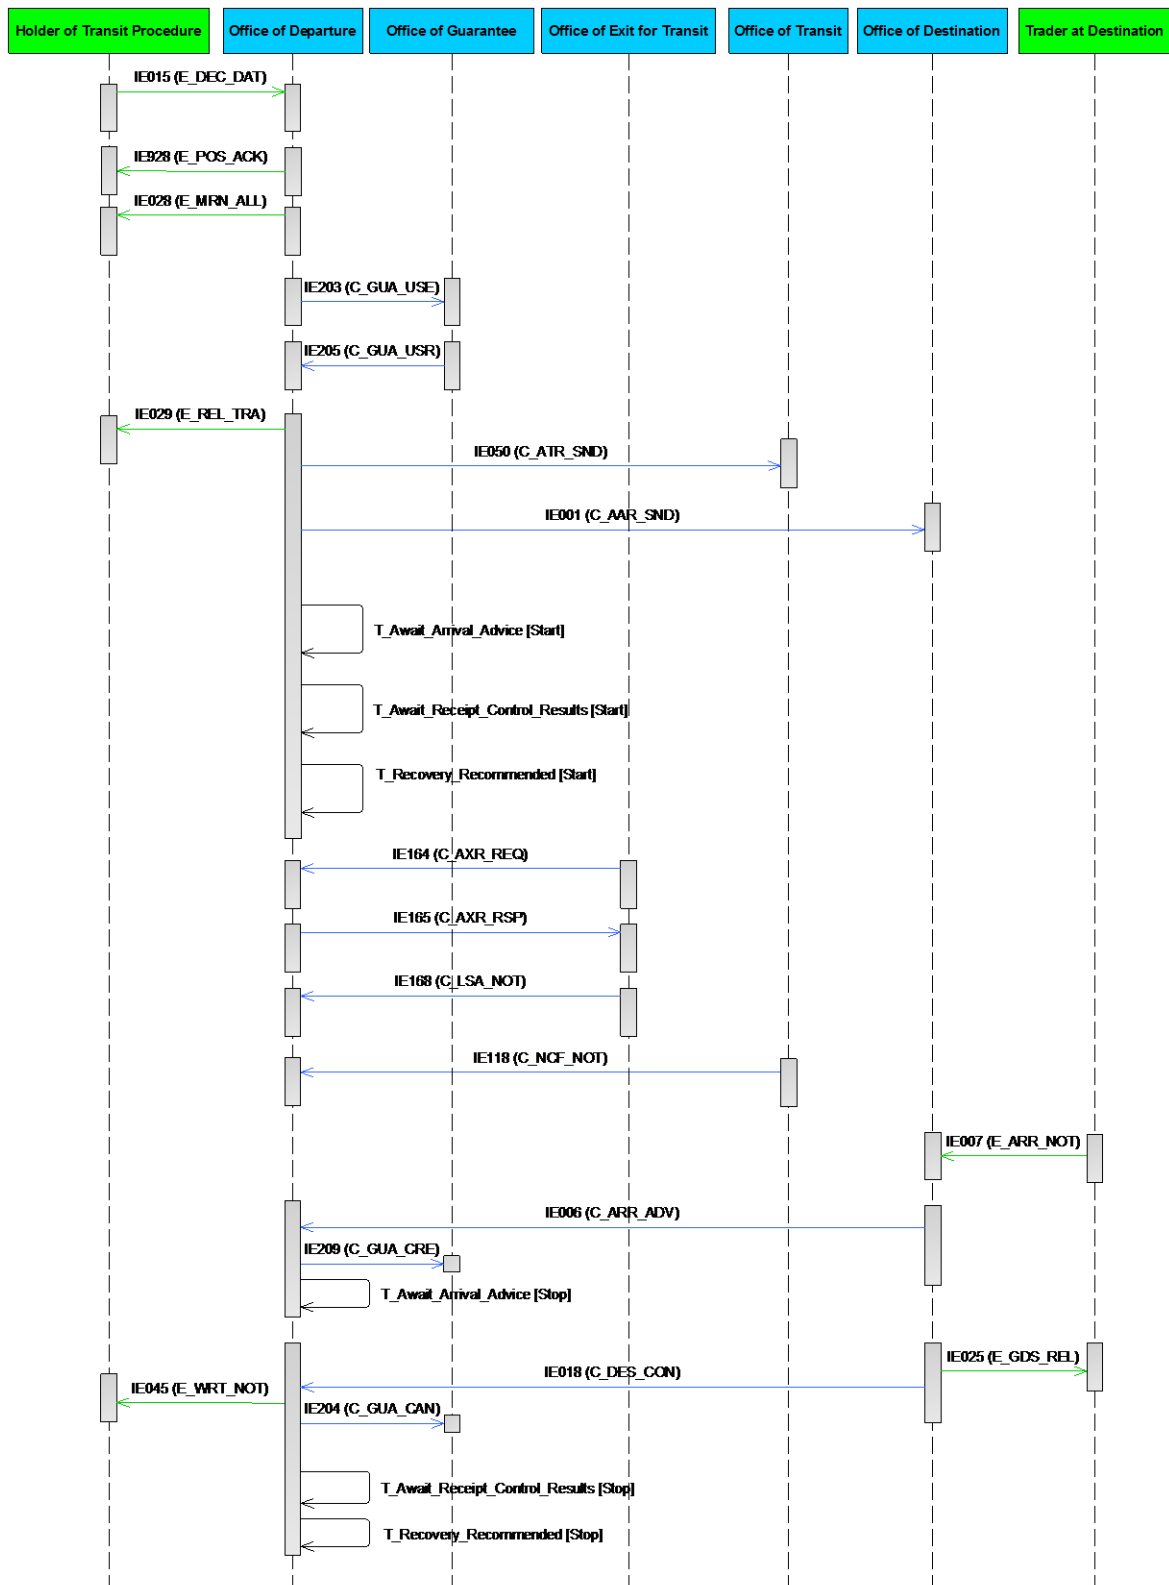 Holder of Transit Procedure
Office of Departure
Office of Guarantee
Office of Exit for Transit
Office of Transit
Office of Destination
Trader at Destination
IE015 (E_DEC_DAT)
IE928 (E_POS_ACK)
IE028 (E_MRN_ALL)
IE203 (C_GUA_USE)
IE205 (C_GUA_USR)
IE029 (E_REL_TRA)
IE050 (C_ATR_SND)
IE001 (C_AAR_SND)
T_Await_Arrival_Advice [Start]
T_Await_Receipt_Control_Results [Start]
T_Recovery_Recommended [Start]
IE164 (C_AXR_REQ)
IE165 (C_AXR_RSP)
IE168 (C_LSA_NOT)
IE118 (C_NCF_NOT)
IE007 (E_ARR_NOT)
IE006 (C_ARR_ADV)
IE209 (C_GUA_CRE)
T_Await_Arrival_Advice [Stop]
IE025 (E_GDS_REL)
IE018 (C_DES_CON)
IE045 (E_WRT_NOT)
IE204 (C_GUA_CAN)
T_Await_Receipt_Control_Results [Stop]
T_Recovery_Recommended [Stop]